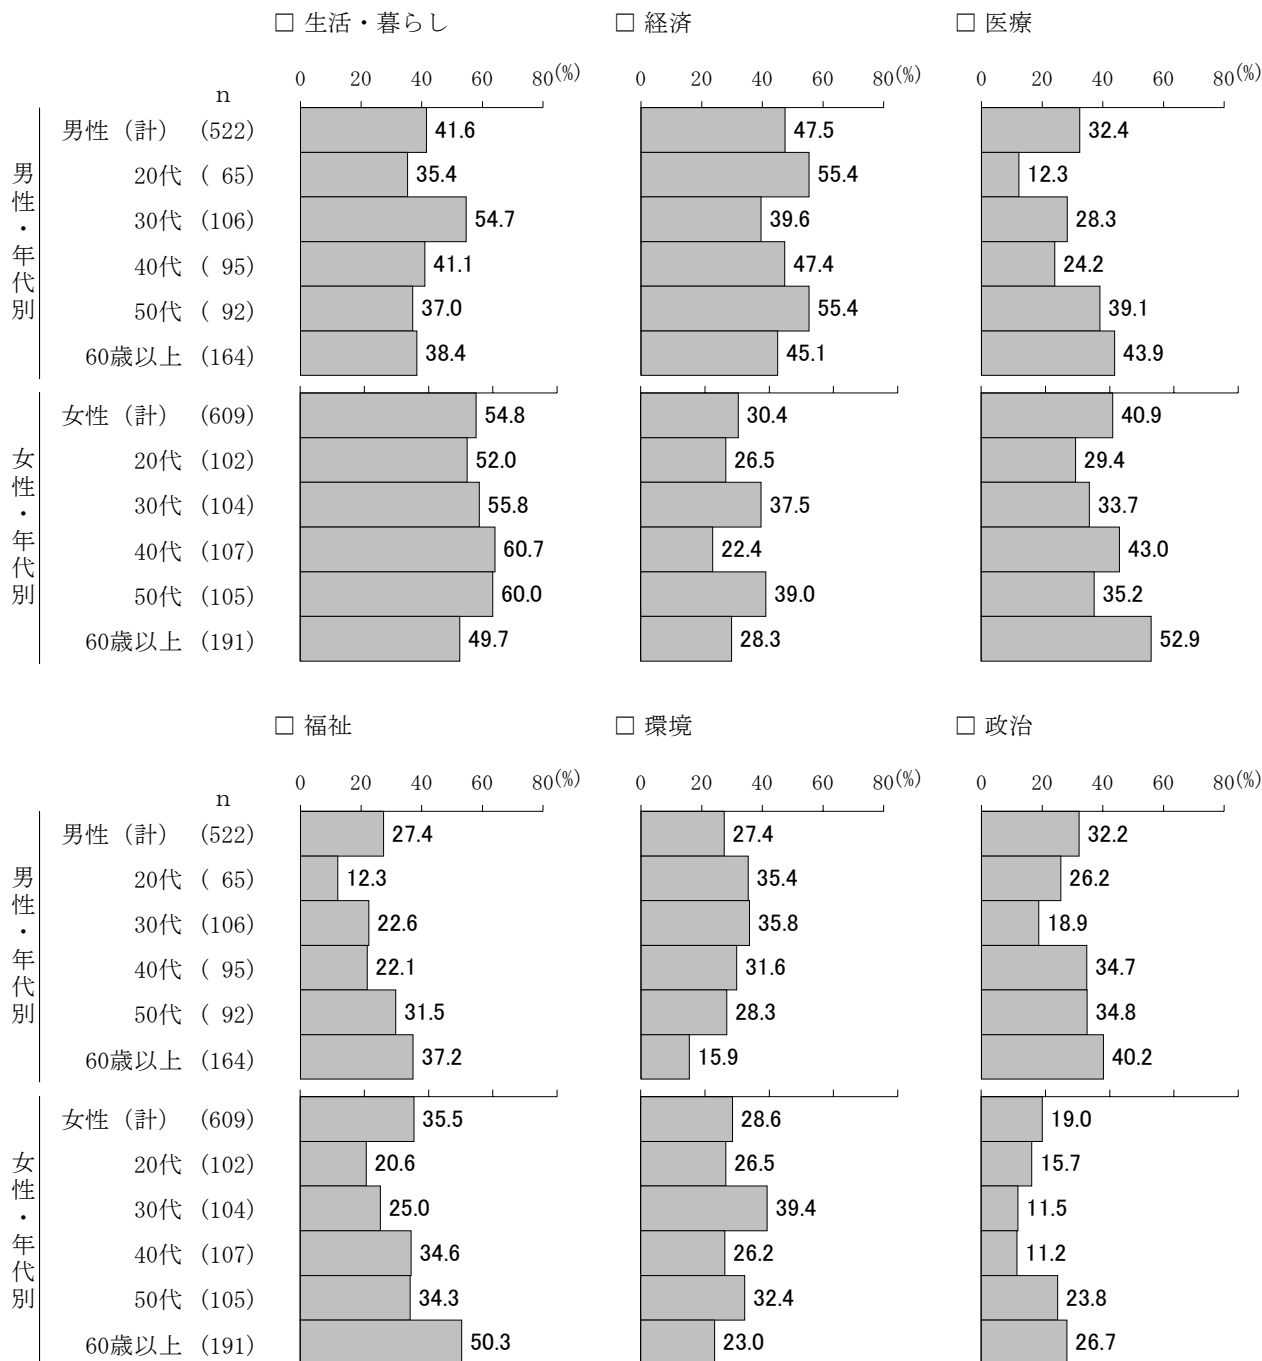 □ 生活・暮らし □ 経済 □ 医療
0 20 40 60 80(%) 0 20 40 60 80(%) 0 20 40 60 80(%)
n
男性・年代別
男性（計） (522) 41.6 47.5 32.4
20代 ( 65) 35.4 55.4 12.3
30代 (106) 54.7 39.6 28.3
40代 ( 95) 41.1 47.4 24.2
50代 ( 92) 37.0 55.4 39.1
60歳以上 (164) 38.4 45.1 43.9
女性・年代別
女性（計） (609) 54.8 30.4 40.9
20代 (102) 52.0 26.5 29.4
30代 (104) 55.8 37.5 33.7
40代 (107) 60.7 22.4 43.0
50代 (105) 60.0 39.0 35.2
60歳以上 (191) 49.7 28.3 52.9
□ 福祉 □ 環境 □ 政治
0 20 40 60 80(%) 0 20 40 60 80(%) 0 20 40 60 80(%)
n
男性・年代別
男性（計） (522) 27.4 27.4 32.2
20代 ( 65) 12.3 35.4 26.2
30代 (106) 22.6 35.8 18.9
40代 ( 95) 22.1 31.6 34.7
50代 ( 92) 31.5 28.3 34.8
60歳以上 (164) 37.2 15.9 40.2
女性・年代別
女性（計） (609) 35.5 28.6 19.0
20代 (102) 20.6 26.5 15.7
30代 (104) 25.0 39.4 11.5
40代 (107) 34.6 26.2 11.2
50代 (105) 34.3 32.4 23.8
60歳以上 (191) 50.3 23.0 26.7